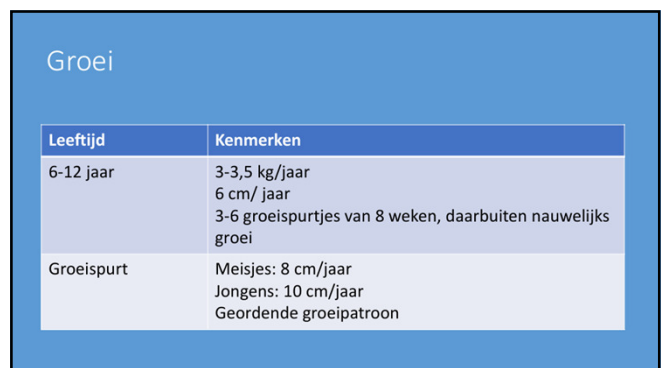 Groei
Leeftijd Kenmerken
6-12 jaar 3-3,5 kg/jaar
6 cm/ jaar
3-6 groeispurtjes van 8 weken, daarbuiten nauwelijks
groei
Groeispurt Meisjes: 8 cm/jaar
Jongens: 10 cm/jaar
Geordende groeipatroon